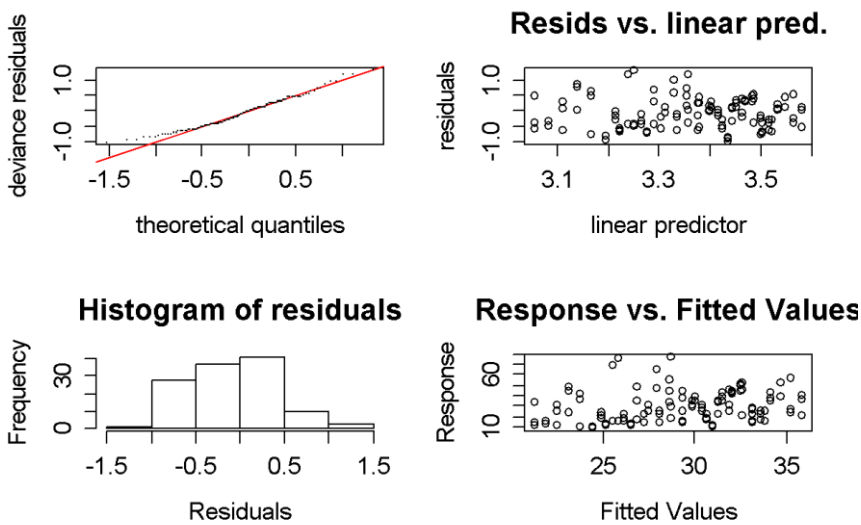 deviance residuals
-1.0
1.0
-1.5
-0.5
0.5
theoretical quantiles
Resids vs. linear pred.
residuals
-1.0
1.0
3.1
3.3
3.5
linear predictor
Histogram of residuals
Frequency
0
30
-1.5
-0.5
0.5
1.5
Residuals
Response vs. Fitted Values
Response
10
60
25
30
35
Fitted Values